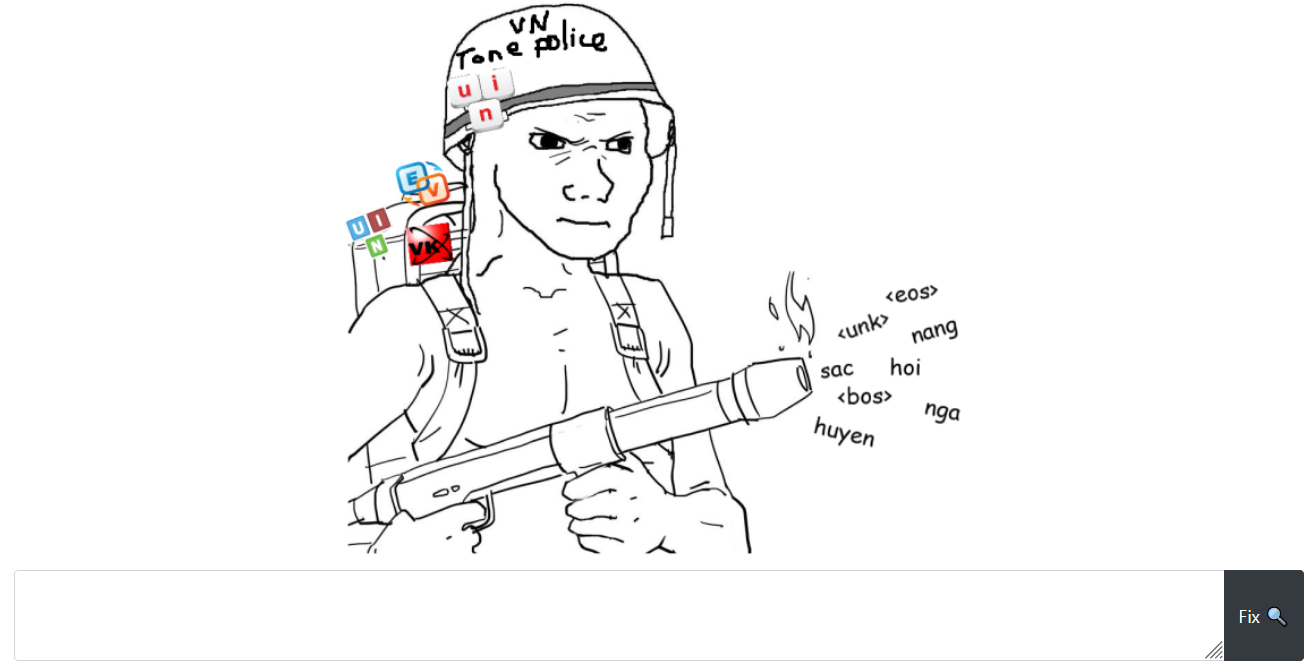 VN
Tone police
u i
n
E
V
U I
N
VK
<eos>
<unk> nang
sac hoi
<bos>
nga
huyen
Fix